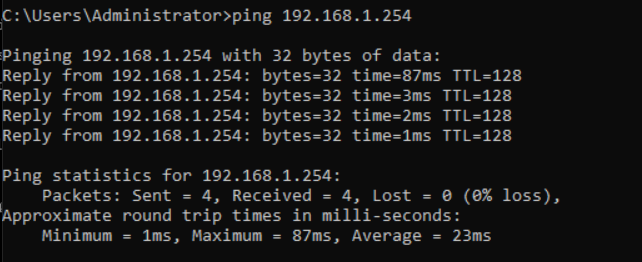 C:\Users\Administrator>ping 192.168.1.254
Pinging 192.168.1.254 with 32 bytes of data:
Reply from 192.168.1.254: bytes=32 time=87ms TTL=128
Reply from 192.168.1.254: bytes=32 time=3ms TTL=128
Reply from 192.168.1.254: bytes=32 time=2ms TTL=128
Reply from 192.168.1.254: bytes=32 time=1ms TTL=128
Ping statistics for 192.168.1.254:
    Packets: Sent = 4, Received = 4, Lost = 0 (0% loss),
Approximate round trip times in milli-seconds:
    Minimum = 1ms, Maximum = 87ms, Average = 23ms